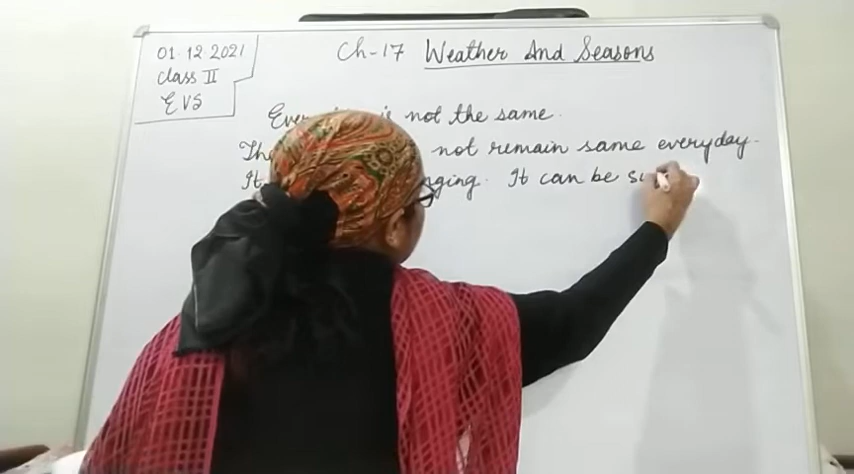 01.12.2021
Class II
EVS
Ch-17 Weather And Seasons
is not the same.
not remain same everyday.
It It can be